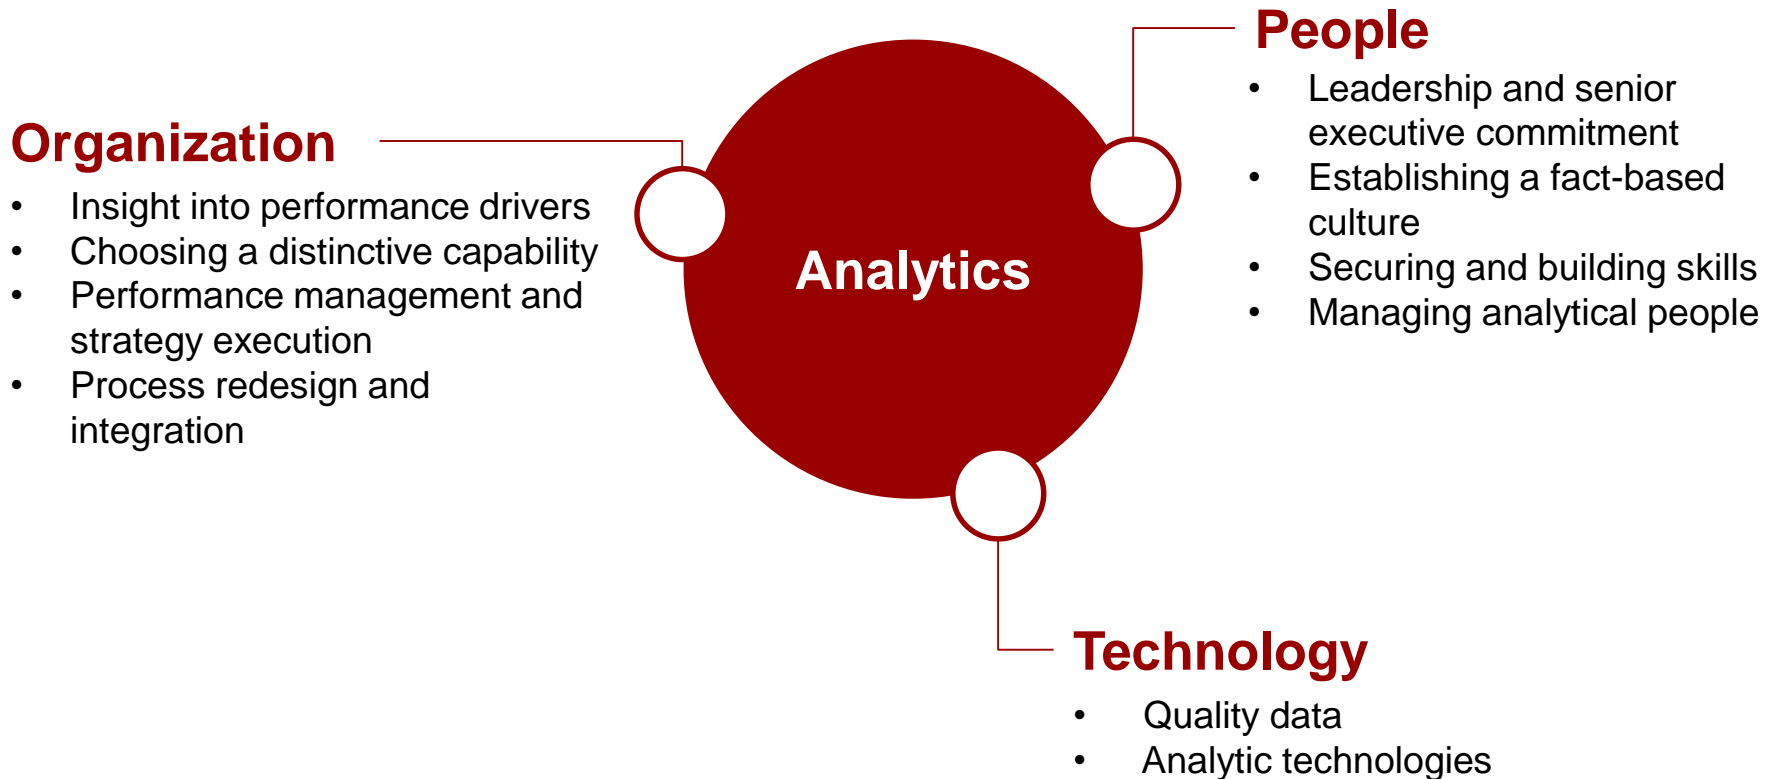 Organization
• Insight into performance drivers
• Choosing a distinctive capability
• Performance management and
strategy execution
• Process redesign and
integration
Analytics
People
• Leadership and senior
executive commitment
• Establishing a fact-based
culture
• Securing and building skills
• Managing analytical people
Technology
• Quality data
• Analytic technologies